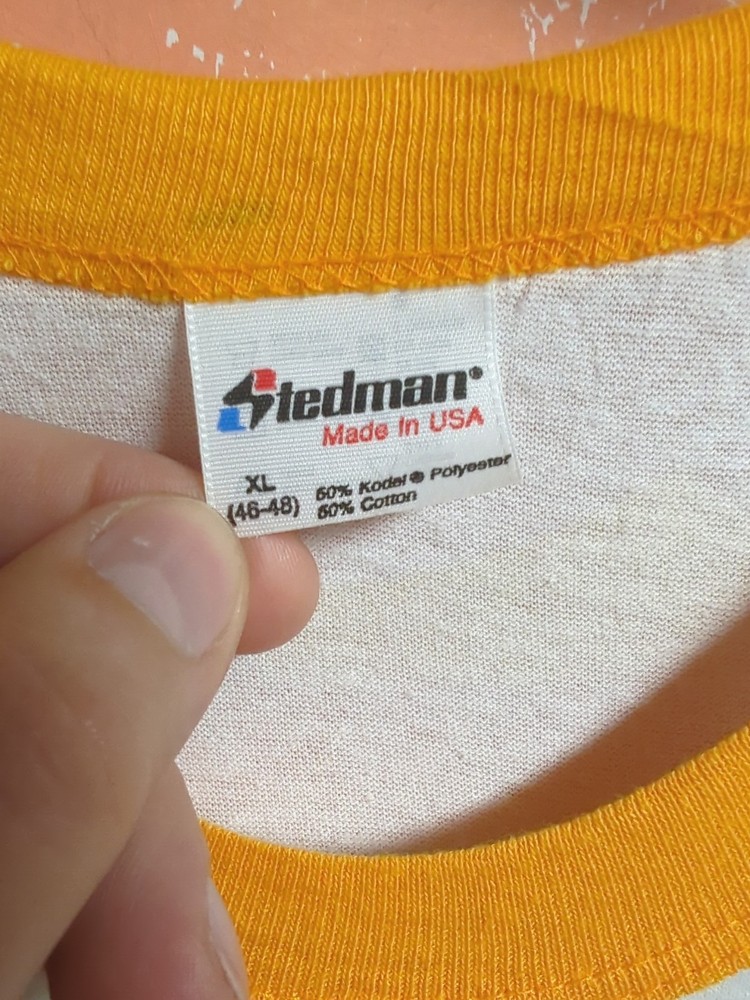 Stedman®
Made In USA
XL
(46-48)
50% Kodel® Polyester
50% Cotton